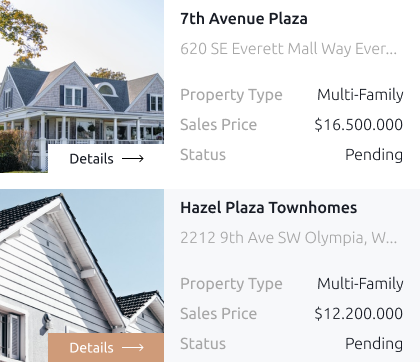 7th Avenue Plaza
620 SE Everett Mall Way Ever...
Property Type Multi-Family
Sales Price $16.500.000
Status Pending
Details
Hazel Plaza Townhomes
2212 9th Ave SW Olympia, W...
Property Type Multi-Family
Sales Price $12.200.000
Status Pending
Details